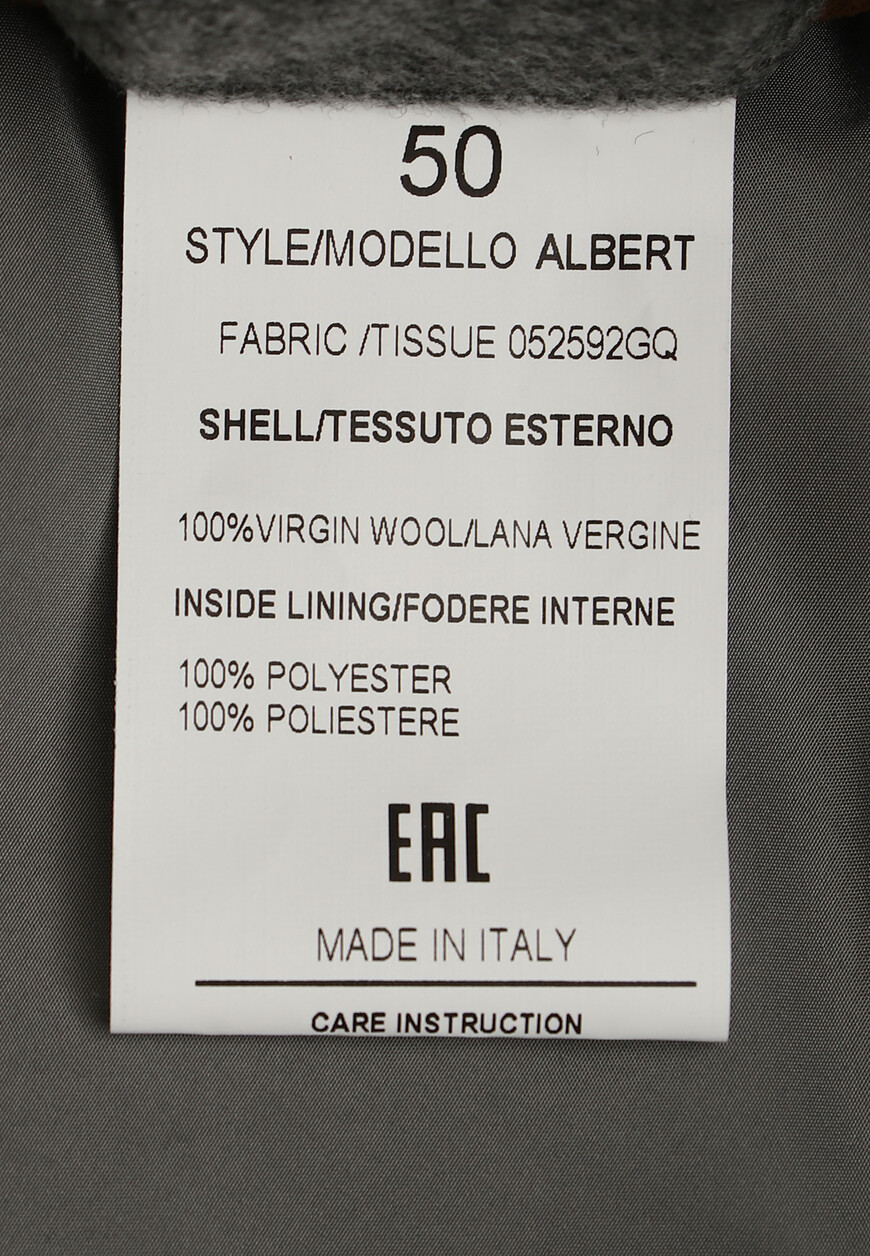 50
STYLE/MODELLO ALBERT
FABRIC /TISSUE 052592GQ
SHELL/TESSUTO ESTERNO
100%VIRGIN WOOL/LANA VERGINE
INSIDE LINING/FODERE INTERNE
100% POLYESTER
100% POLIESTERE
EAC
MADE IN ITALY
CARE INSTRUCTION